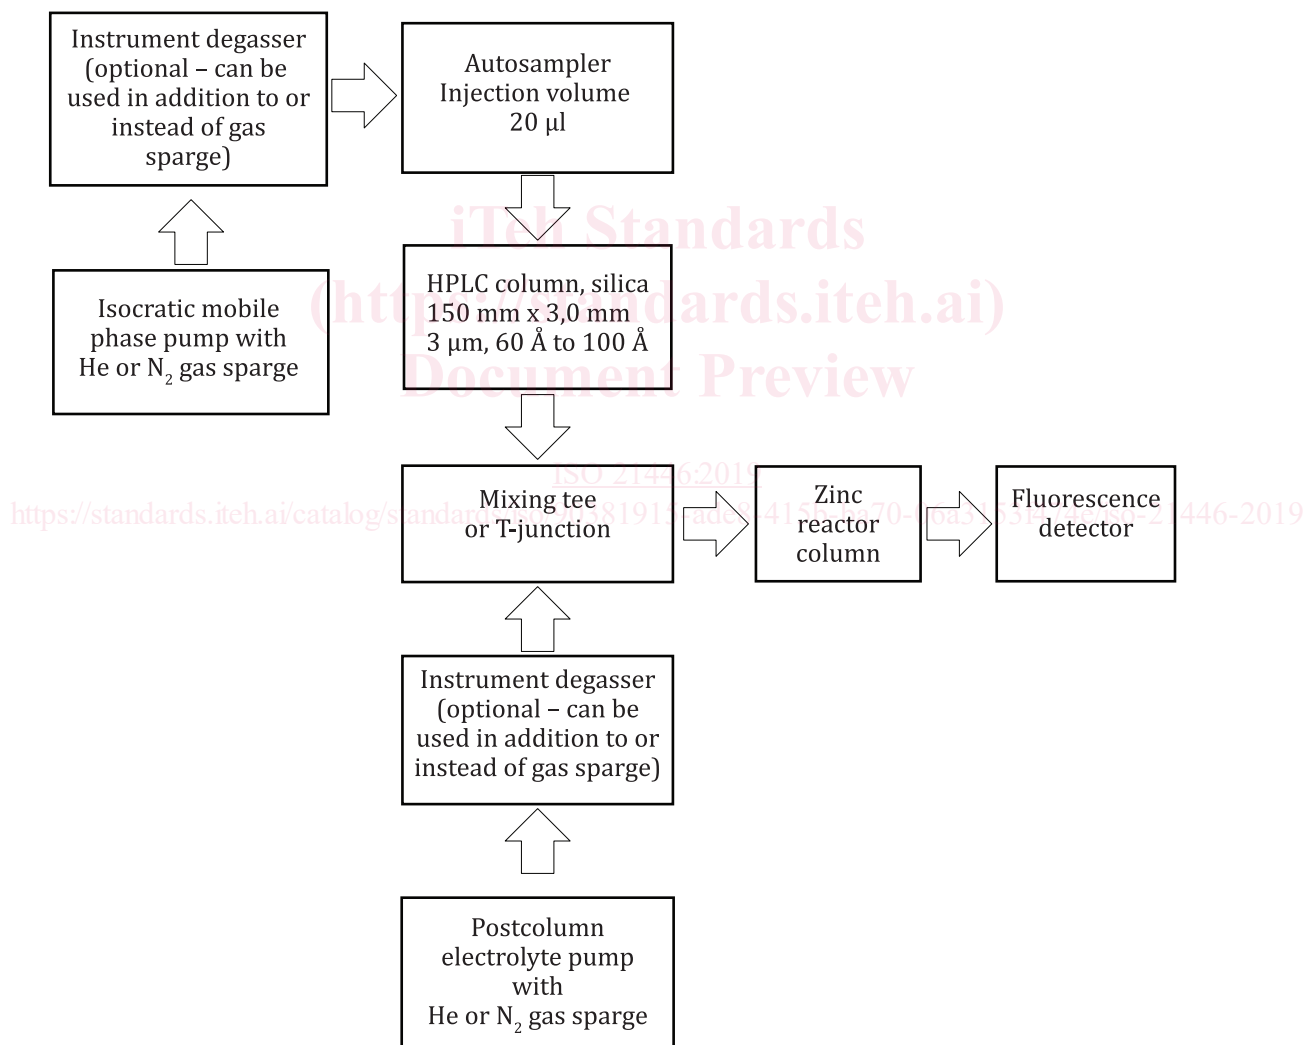 Instrument degasser
(optional – can be
used in addition to or
instead of gas
sparge)
Autosampler
Injection volume
20 µl
Isocratic mobile
phase pump with
He or N₂ gas sparge
HPLC column, silica
150 mm x 3,0 mm
3 µm, 60 Å to 100 Å
iTeh Standards
(https://standards.iteh.ai)
Document Preview
ISO 21446:2019
Mixing tee
or T-junction
Zinc
reactor
column
Fluorescence
detector
Instrument degasser
(optional – can be
used in addition to or
instead of gas sparge)
Postcolumn
electrolyte pump
with
He or N₂ gas sparge